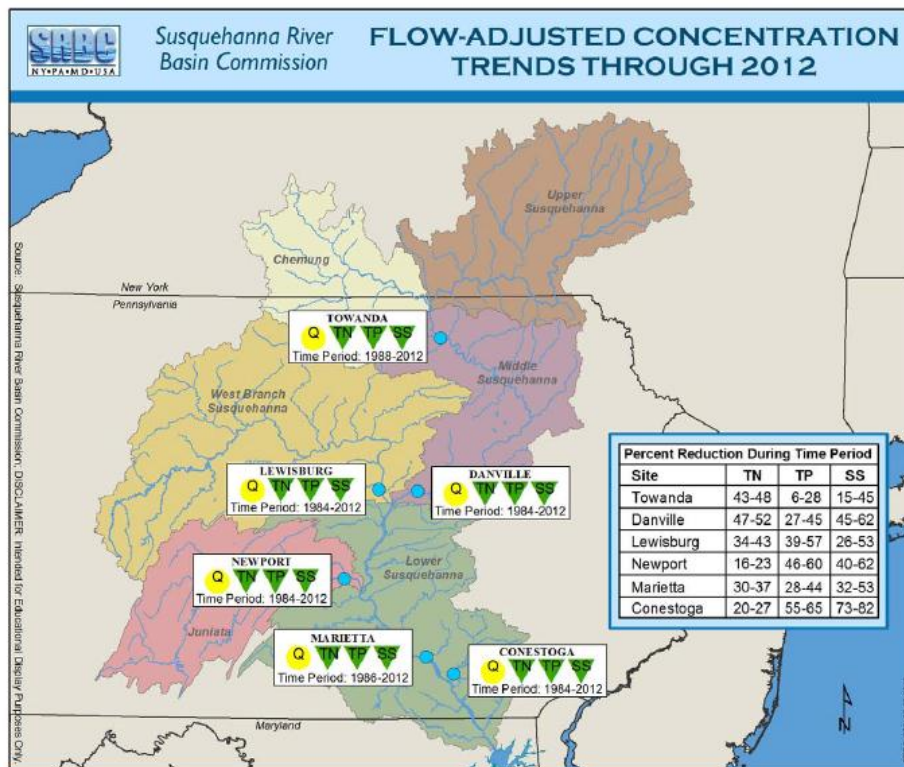 SRBC
NY•PA•MD•USA
Susquehanna River
Basin Commission
FLOW-ADJUSTED CONCENTRATION
TRENDS THROUGH 2012
Upper
Susquehanna
Chemung
New York
Pennsylvania
TOWANDA
Q TN TP SS
Time Period: 1988-2012
Middle
Susquehanna
West Branch
Susquehanna
LEWISBURG
Q TN TP SS
Time Period: 1984-2012
DANVILLE
Q TN TP SS
Time Period: 1984-2012
Percent Reduction During Time Period
Site TN TP SS
Towanda 43-48 6-28 15-45
Danville 47-52 27-45 45-62
Lewisburg 34-43 39-57 26-53
Newport 16-23 46-60 40-62
Marietta 30-37 28-44 32-53
Conestoga 20-27 55-65 73-82
NEWPORT
Q TN TP SS
Time Period: 1984-2012
Lower
Susquehanna
Juniata
MARIETTA
Q TN TP SS
Time Period: 1986-2012
CONESTOGA
Q TN TP SS
Time Period: 1984-2012
Maryland
N
Source: Susquehanna River Basin Commission; DISCLAIMER: Intended for Educational Display Purposes Only.